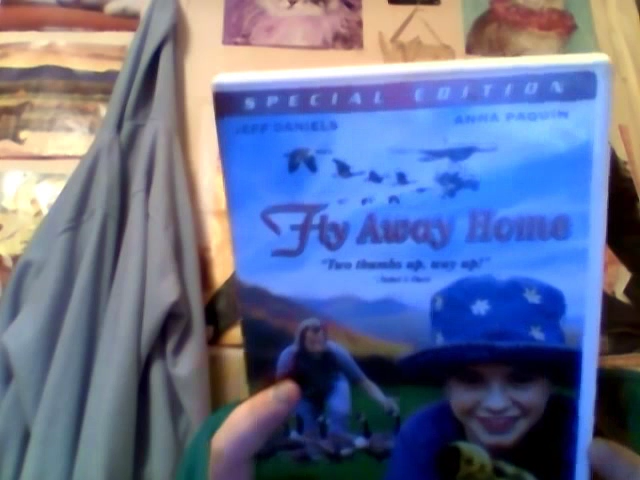 SPECIAL EDITION
JEFF DANIELS ANNA PAQUIN
Fly Away Home
"Two thumbs up, way up!"